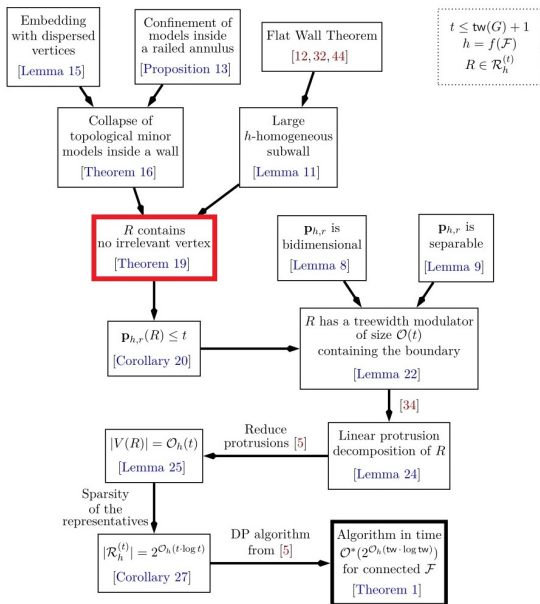 Embedding
with dispersed
vertices
[Lemma 15]
Confinement of
models inside
a railed annulus
[Proposition 13]
Flat Wall Theorem
[12, 32, 44]
t ≤ tw(G) + 1
h = f(ℱ)
R ∈ ℛ_h^(t)
Collapse of
topological minor
models inside a wall
[Theorem 16]
Large
h-homogeneous
subwall
[Lemma 11]
R contains
no irrelevant vertex
[Theorem 19]
p_{h,r} is
bidimensional
[Lemma 8]
p_{h,r} is
separable
[Lemma 9]
p_{h,r}(R) ≤ t
[Corollary 20]
R has a treewidth modulator
of size 𝒪(t)
containing the boundary
[Lemma 22]
[34]
Linear protrusion
decomposition of R
[Lemma 24]
Reduce
protrusions [5]
|V(R)| = 𝒪_h(t)
[Lemma 25]
Sparsity
of the
representatives
|ℛ_h^(t)| = 2^{𝒪_h(t·log t)}
[Corollary 27]
DP algorithm
from [5]
Algorithm in time
𝒪*(2^{𝒪_h(tw·log tw)})
for connected ℱ
[Theorem 1]